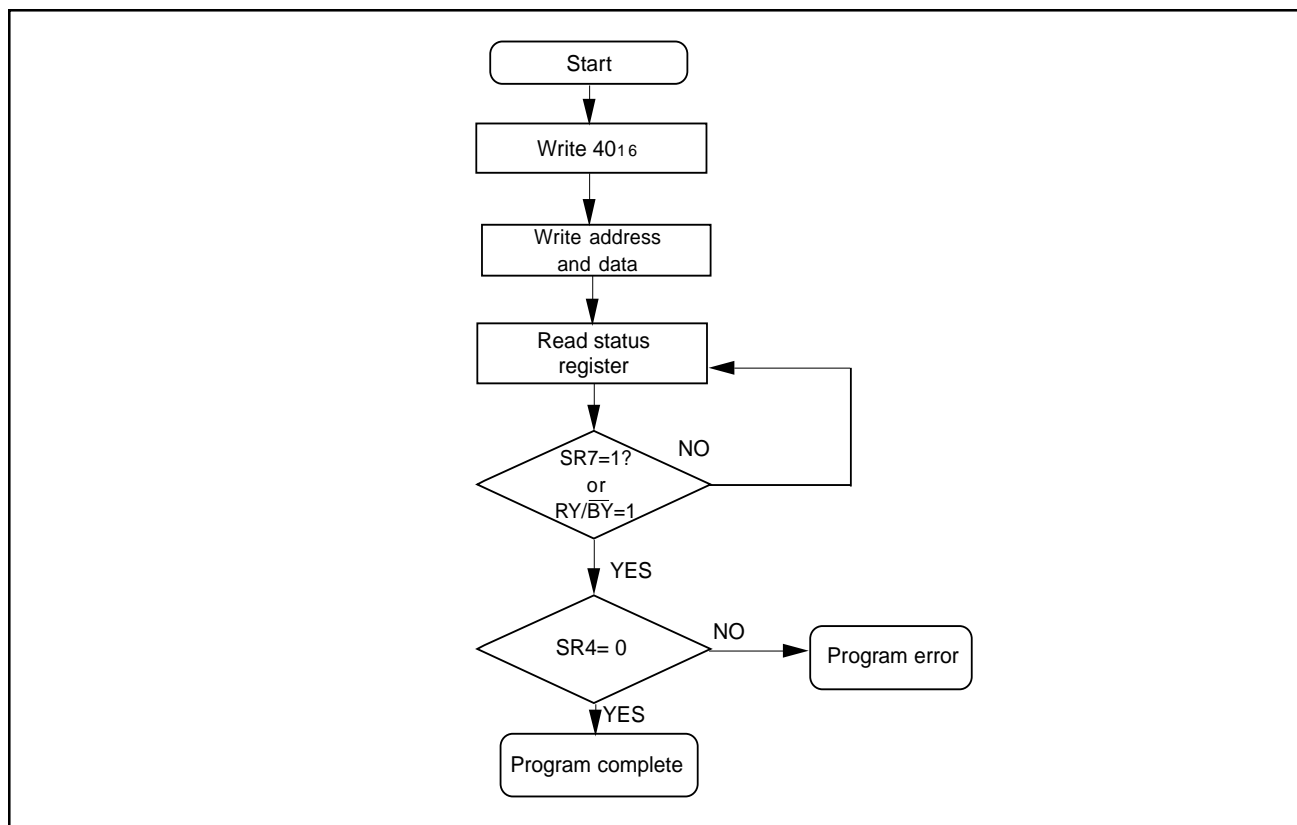 Start
Write 4016
Write address
and data
Read status
register
SR7=1?
or
RY/B̅Y̅=1
NO
YES
SR4= 0
NO
Program error
YES
Program complete